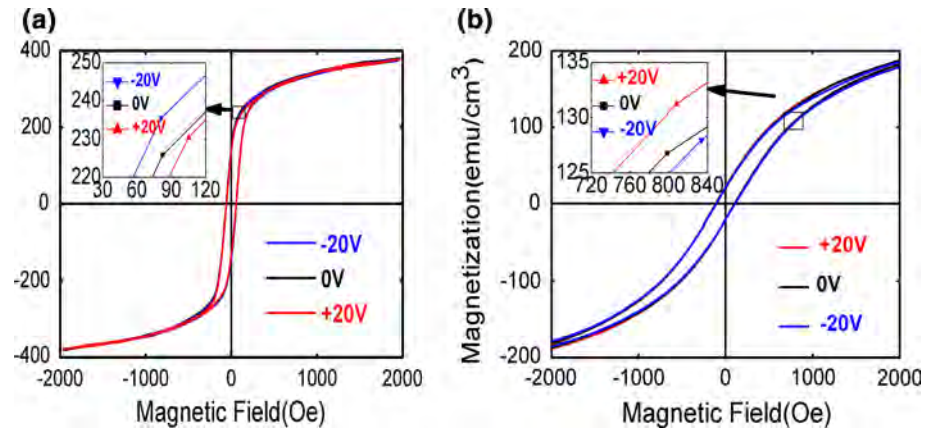 (a)
400
200
0
-200
-400
-2000
-1000
0
1000
2000
Magnetic Field(Oe)
250
240
230
220
30
60
90
120
-20V
0V
+20V
-20V
0V
+20V
(b)
Magnetization(emu/cm³)
200
100
0
-100
-200
-2000
-1000
0
1000
2000
Magnetic Field(Oe)
135
130
125
720
760
800
840
+20V
0V
-20V
+20V
0V
-20V